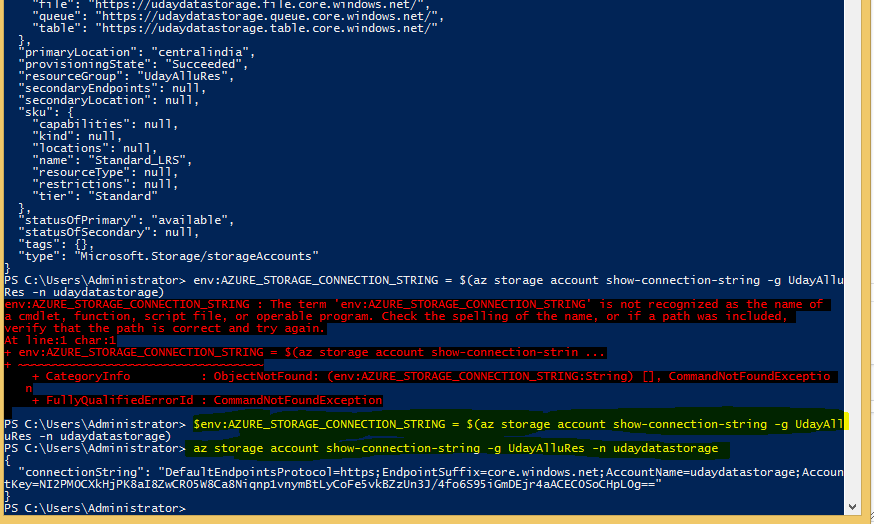 "file": "https://udaydatastorage.file.core.windows.net/",
"queue": "https://udaydatastorage.queue.core.windows.net/",
"table": "https://udaydatastorage.table.core.windows.net/"
},
"primaryLocation": "centralindia",
"provisioningState": "Succeeded",
"resourceGroup": "UdayAlluRes",
"secondaryEndpoints": null,
"secondaryLocation": null,
"sku": {
"capabilities": null,
"kind": null,
"locations": null,
"name": "Standard_LRS",
"resourceType": null,
"restrictions": null,
"tier": "Standard"
},
"statusOfPrimary": "available",
"statusOfSecondary": null,
"tags": {},
"type": "Microsoft.Storage/storageAccounts"
}
PS C:\Users\Administrator> env:AZURE_STORAGE_CONNECTION_STRING = $(az storage account show-connection-string -g UdayAllu
Res -n udaydatastorage)
env:AZURE_STORAGE_CONNECTION_STRING : The term 'env:AZURE_STORAGE_CONNECTION_STRING' is not recognized as the name of
a cmdlet, function, script file, or operable program. Check the spelling of the name, or if a path was included,
verify that the path is correct and try again.
At line:1 char:1
+ env:AZURE_STORAGE_CONNECTION_STRING = $(az storage account show-connection-strin ...
+ ~~~~~~~~~~~~~~~~~~~~~~~~~~~~~~~~~~~
+ CategoryInfo : ObjectNotFound: (env:AZURE_STORAGE_CONNECTION_STRING:String) [], CommandNotFoundExceptio
n
+ FullyQualifiedErrorId : CommandNotFoundException
PS C:\Users\Administrator> $env:AZURE_STORAGE_CONNECTION_STRING = $(az storage account show-connection-string -g UdayAll
uRes -n udaydatastorage)
PS C:\Users\Administrator> az storage account show-connection-string -g UdayAlluRes -n udaydatastorage
{
"connectionString": "DefaultEndpointsProtocol=https;EndpointSuffix=core.windows.net;AccountName=udaydatastorage;Accoun
tKey=
}
PS C:\Users\Administrator>